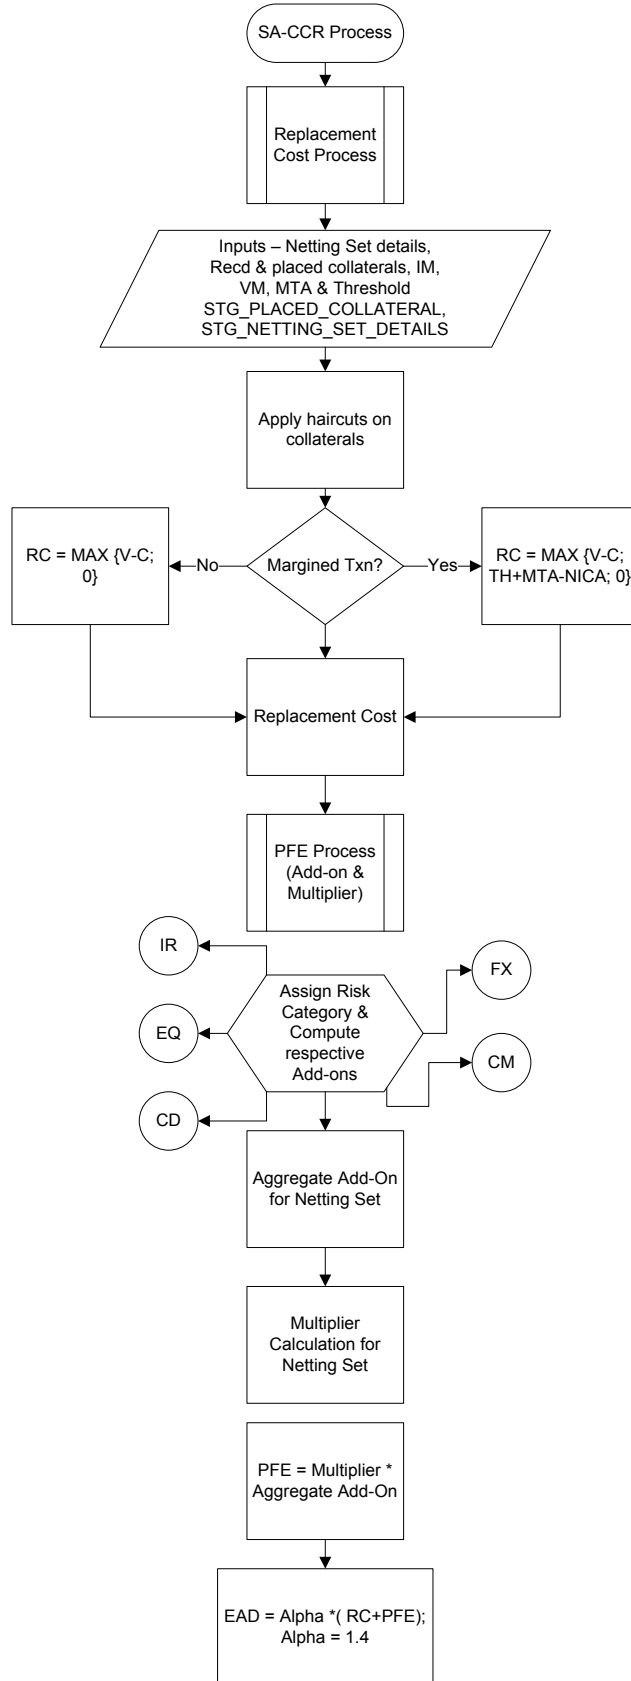 SA-CCR Process
Replacement
Cost Process
Inputs – Netting Set details,
Recd & placed collaterals, IM,
VM, MTA & Threshold
STG_PLACED_COLLATERAL,
STG_NETTING_SET_DETAILS
Apply haircuts on
collaterals
RC = MAX {V-C;
0}
No
Margined Txn?
Yes
RC = MAX {V-C;
TH+MTA-NICA; 0}
Replacement Cost
PFE Process
(Add-on &
Multiplier)
IR
EQ
CD
Assign Risk
Category &
Compute
respective
Add-ons
FX
CM
Aggregate Add-On
for Netting Set
Multiplier
Calculation for
Netting Set
PFE = Multiplier *
Aggregate Add-On
EAD = Alpha *( RC+PFE);
Alpha = 1.4